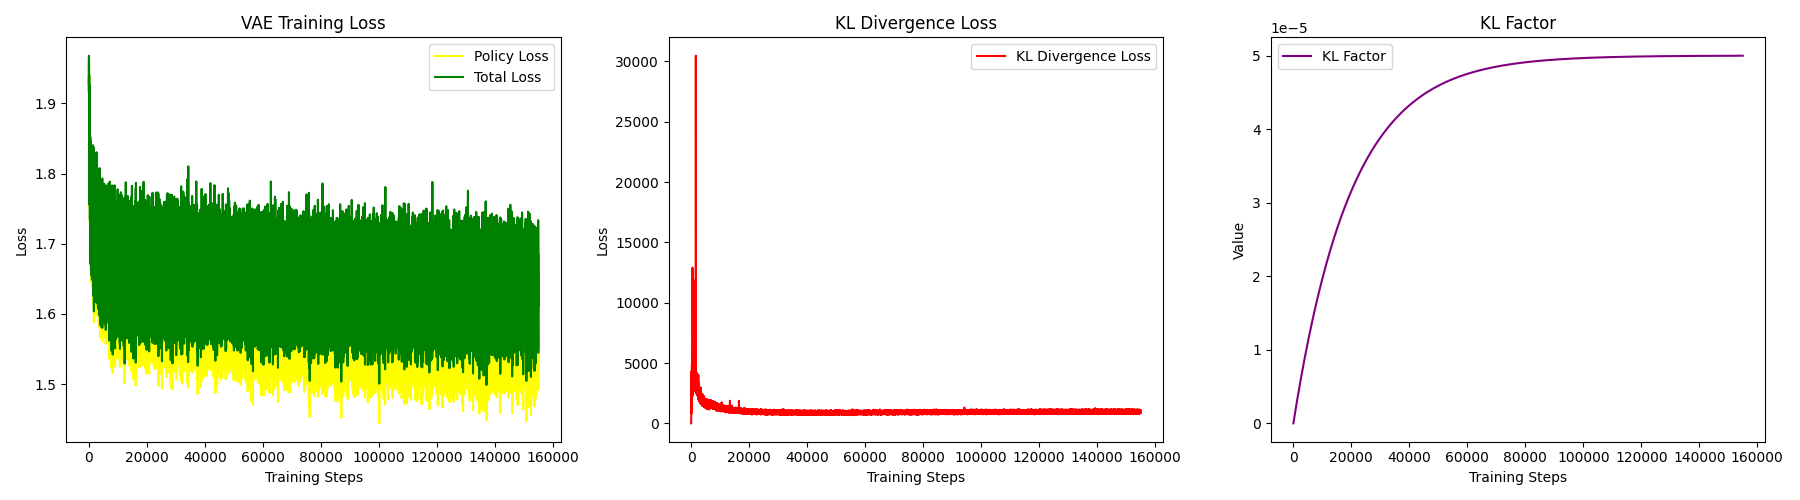 VAE Training Loss
Policy Loss
Total Loss
1.9
1.8
1.7
1.6
1.5
Loss
0 20000 40000 60000 80000 100000 120000 140000 160000
Training Steps
KL Divergence Loss
KL Divergence Loss
30000
25000
20000
15000
10000
5000
0
Loss
0 20000 40000 60000 80000 100000 120000 140000 160000
Training Steps
KL Factor
1e−5
KL Factor
5
4
3
2
1
0
Value
0 20000 40000 60000 80000 100000 120000 140000 160000
Training Steps